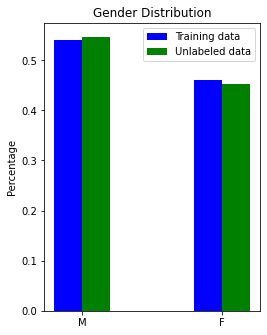 Gender Distribution
Training data
Unlabeled data
Percentage
0.5
0.4
0.3
0.2
0.1
0.0
M F